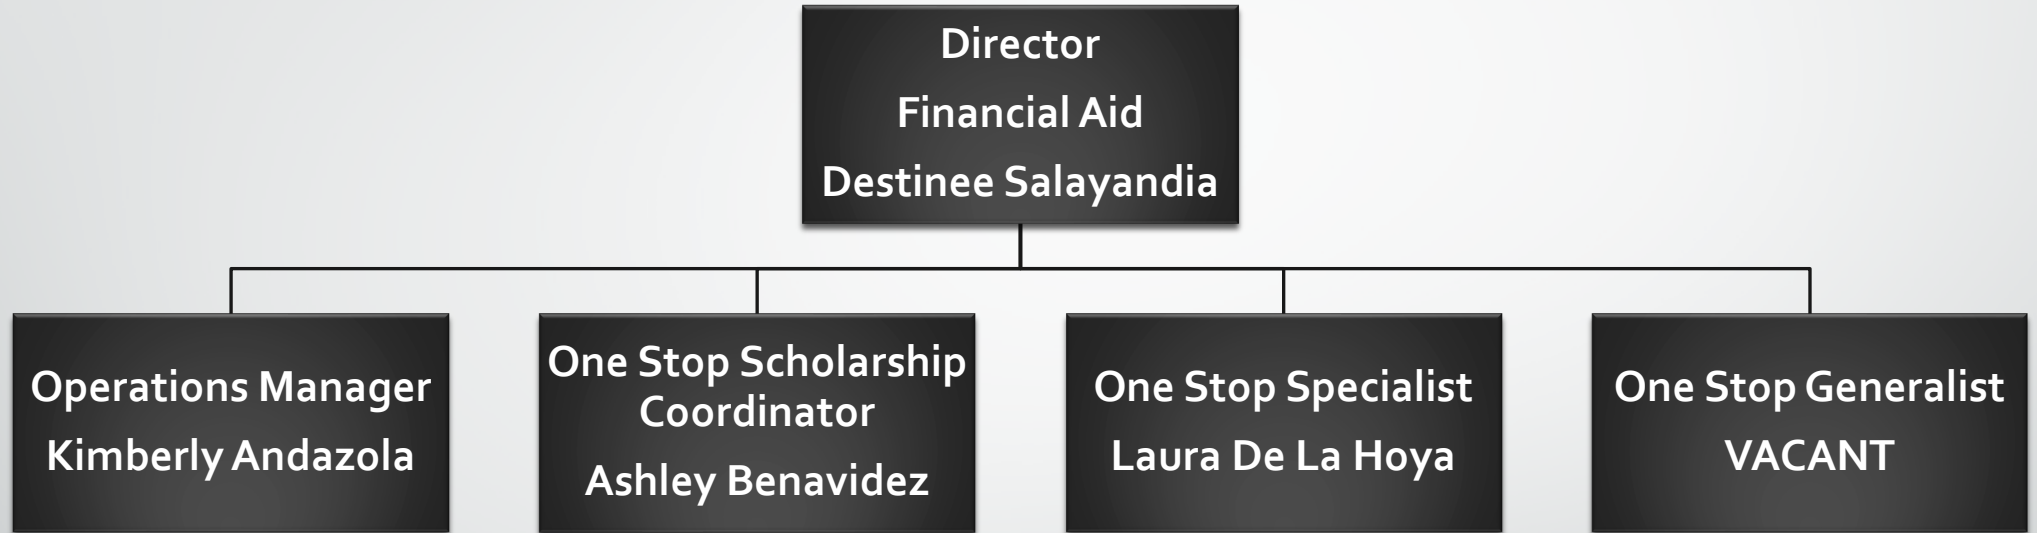 Director
Financial Aid
Destinee Salayandia
Operations Manager
Kimberly Andazola
One Stop Scholarship
Coordinator
Ashley Benavidez
One Stop Specialist
Laura De La Hoya
One Stop Generalist
VACANT